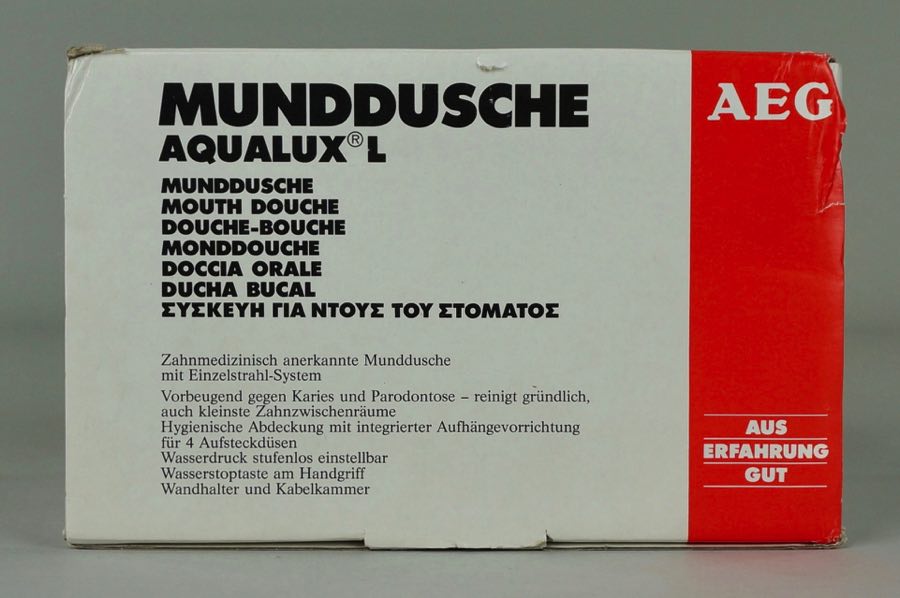 MUNDDUSCHE
AQUALUX® L
MUNDDUSCHE
MOUTH DOUCHE
DOUCHE-BOUCHE
MONDDOUCHE
DOCCIA ORALE
DUCHA BUCAL
ΣΥΣΚΕΥΗ ΓΙΑ ΝΤΟΥΣ ΤΟΥ ΣΤΟΜΑΤΟΣ
Zahnmedizinisch anerkannte Munddusche
mit Einzelstrahl-System
Vorbeugend gegen Karies und Parodontose – reinigt gründlich,
auch kleinste Zahnzwischenräume
Hygienische Abdeckung mit integrierter Aufhängevorrichtung
für 4 Aufsteckdüsen
Wasserdruck stufenlos einstellbar
Wasserstoptaste am Handgriff
Wandhalter und Kabelkammer
AEG
AUS
ERFAHRUNG
GUT